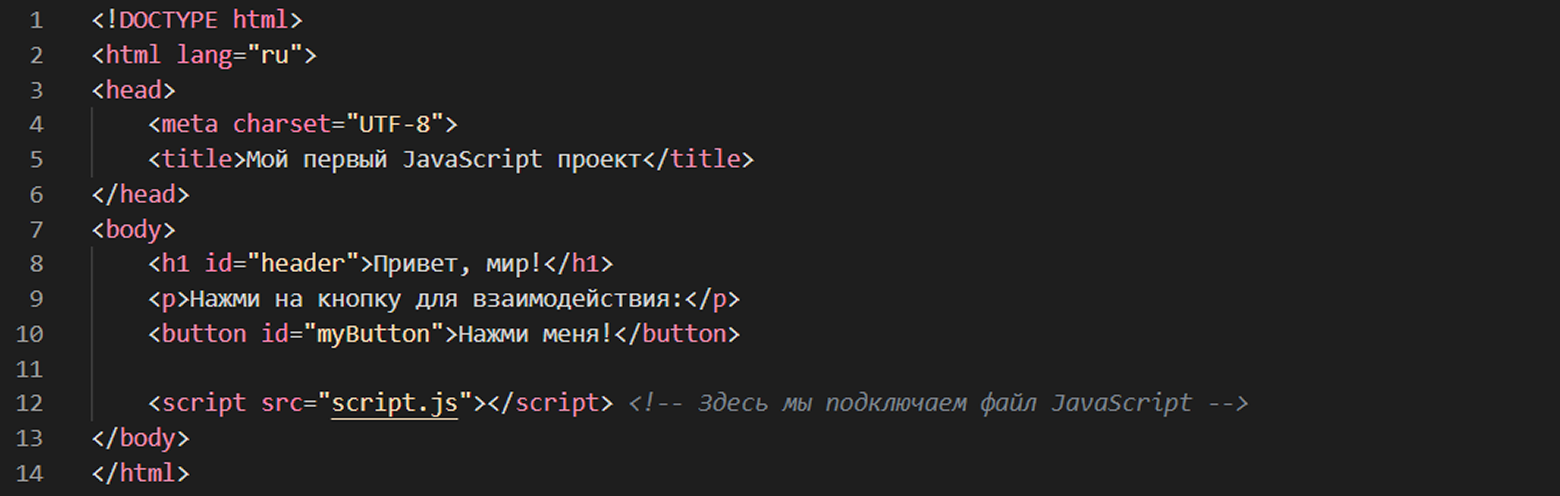 1 <!DOCTYPE html>
2 <html lang="ru">
3 <head>
4 <meta charset="UTF-8">
5 <title>Мой первый JavaScript проект</title>
6 </head>
7 <body>
8 <h1 id="header">Привет, мир!</h1>
9 <p>Нажми на кнопку для взаимодействия:</p>
10 <button id="myButton">Нажми меня!</button>
11
12 <script src="script.js"></script> <!-- Здесь мы подключаем файл JavaScript -->
13 </body>
14 </html>